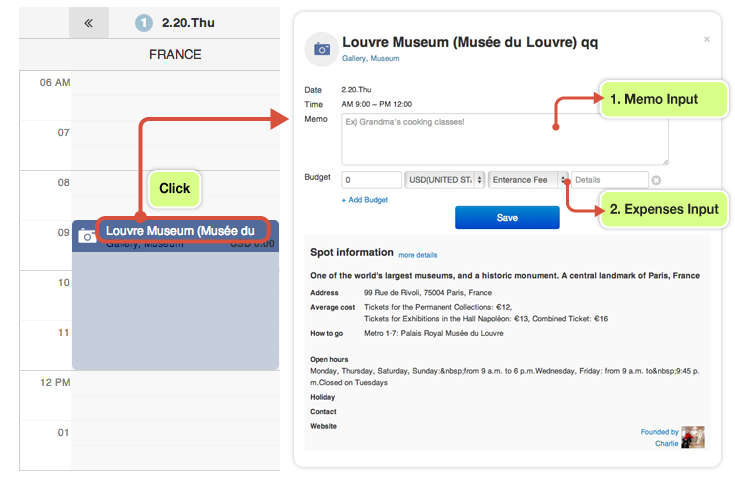 «
1 2.20.Thu
FRANCE
06 AM
07
08
Click
09
Louvre Museum (Musée du
Gallery, Museum USD 0.00
10
11
12 PM
01
Louvre Museum (Musée du Louvre) qq
×
Gallery, Museum
Date 2.20.Thu
Time AM 9:00 ~ PM 12:00
Memo Ex) Grandma's cooking classes!
1. Memo Input
Budget 0 USD(UNITED ST. Enterance Fee Details
+ Add Budget
2. Expenses Input
Save
Spot information more details
One of the world's largest museums, and a historic monument. A central landmark of Paris, France
Address 99 Rue de Rivoli, 75004 Paris, France
Average cost Tickets for the Permanent Collections: €12,
Tickets for Exhibitions in the Hall Napoléon: €13, Combined Ticket: €16
How to go Metro 1·7: Palais Royal Musée du Louvre
Open hours
Monday, Thursday, Saturday, Sunday:&nbsp;from 9 a.m. to 6 p.m.Wednesday, Friday: from 9 a.m. to&nbsp;9:45 p.
m.Closed on Tuesdays
Holiday
Contact
Website
Founded by
Charlie